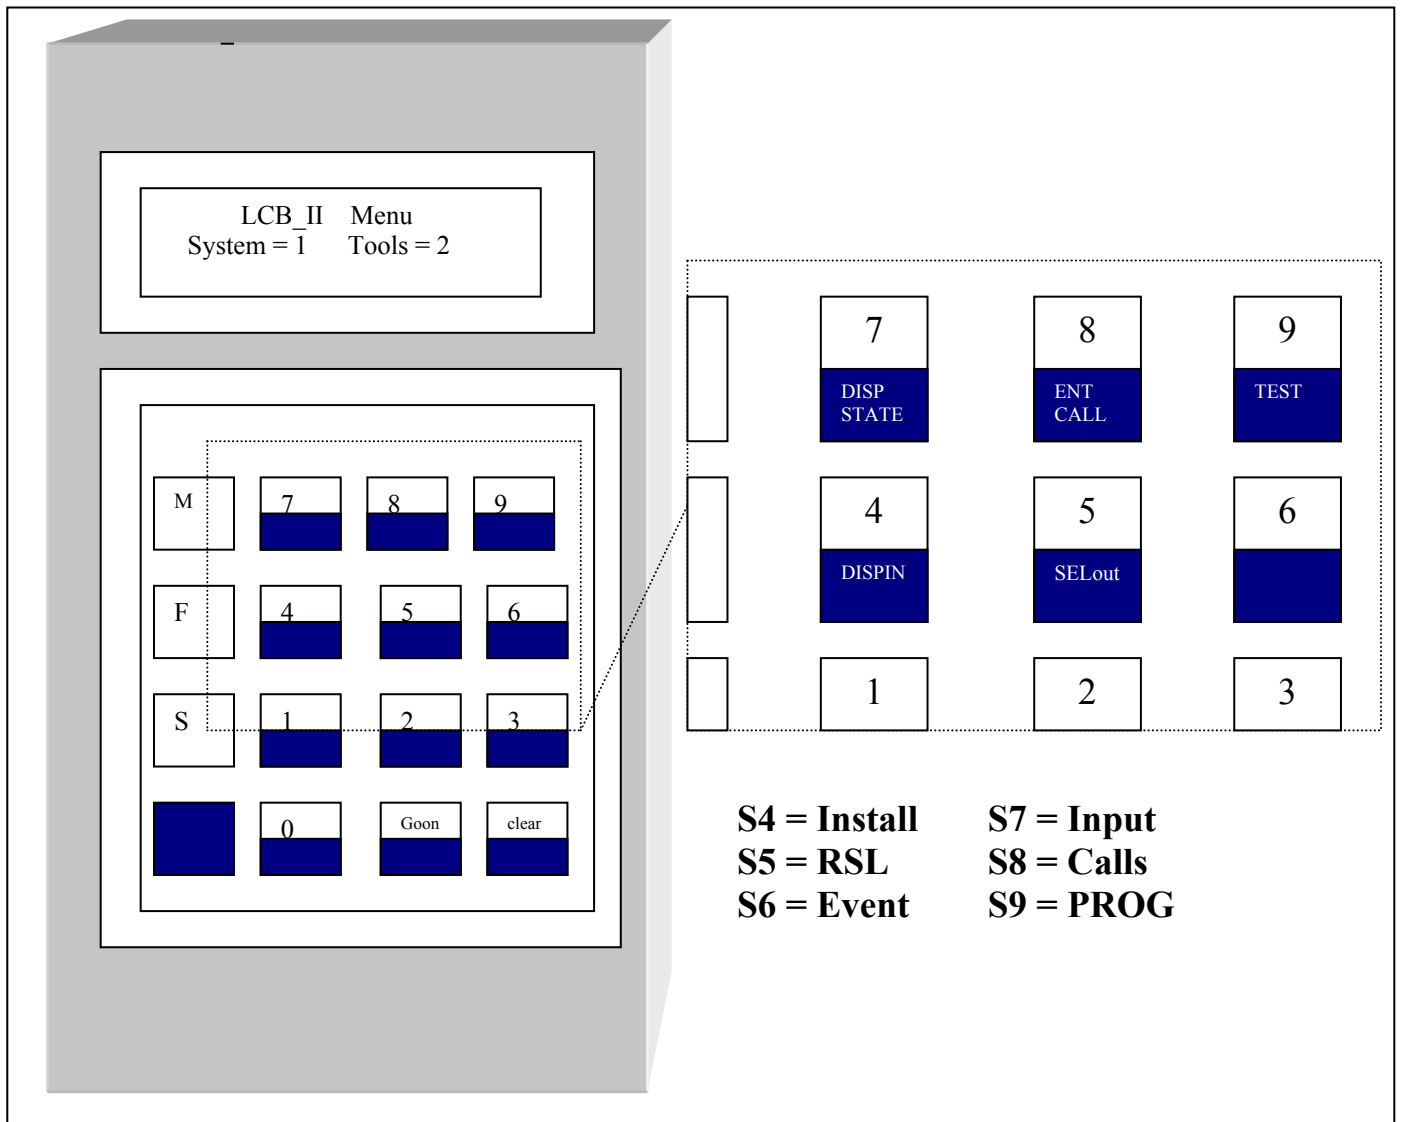 LCB_II Menu
System = 1 Tools = 2
M 7 8 9
F 4 5 6
S 1 2 3
0 Goon clear
7 8 9
DISP STATE
ENT CALL
TEST
4 5 6
DISPIN SELout
1 2 3
S4 = Install S7 = Input
S5 = RSL S8 = Calls
S6 = Event S9 = PROG